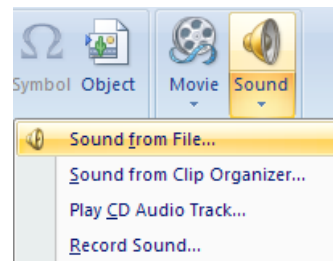 Symbol Object Movie Sound
Sound from File...
Sound from Clip Organizer...
Play CD Audio Track...
Record Sound...